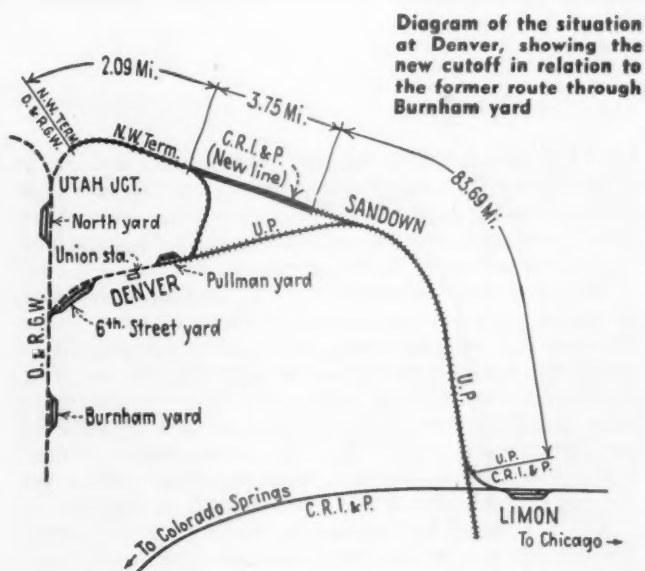 Diagram of the situation
at Denver, showing the
new cutoff in relation to
the former route through
Burnham yard
2.09 Mi.
3.75 Mi.
83.69 Mi.
N.W. TERM.
D. & R.G.W.
N.W. Term.
C.R.I. & P.
(New line)
UTAH JCT.
SANDOWN
North yard
U.P.
Union sta.
DENVER
Pullman yard
6th Street yard
D. & R.G.W.
U.P.
Burnham yard
U.P.
C.R.I. & P.
To Colorado Springs
C.R.I. & P.
LIMON
To Chicago